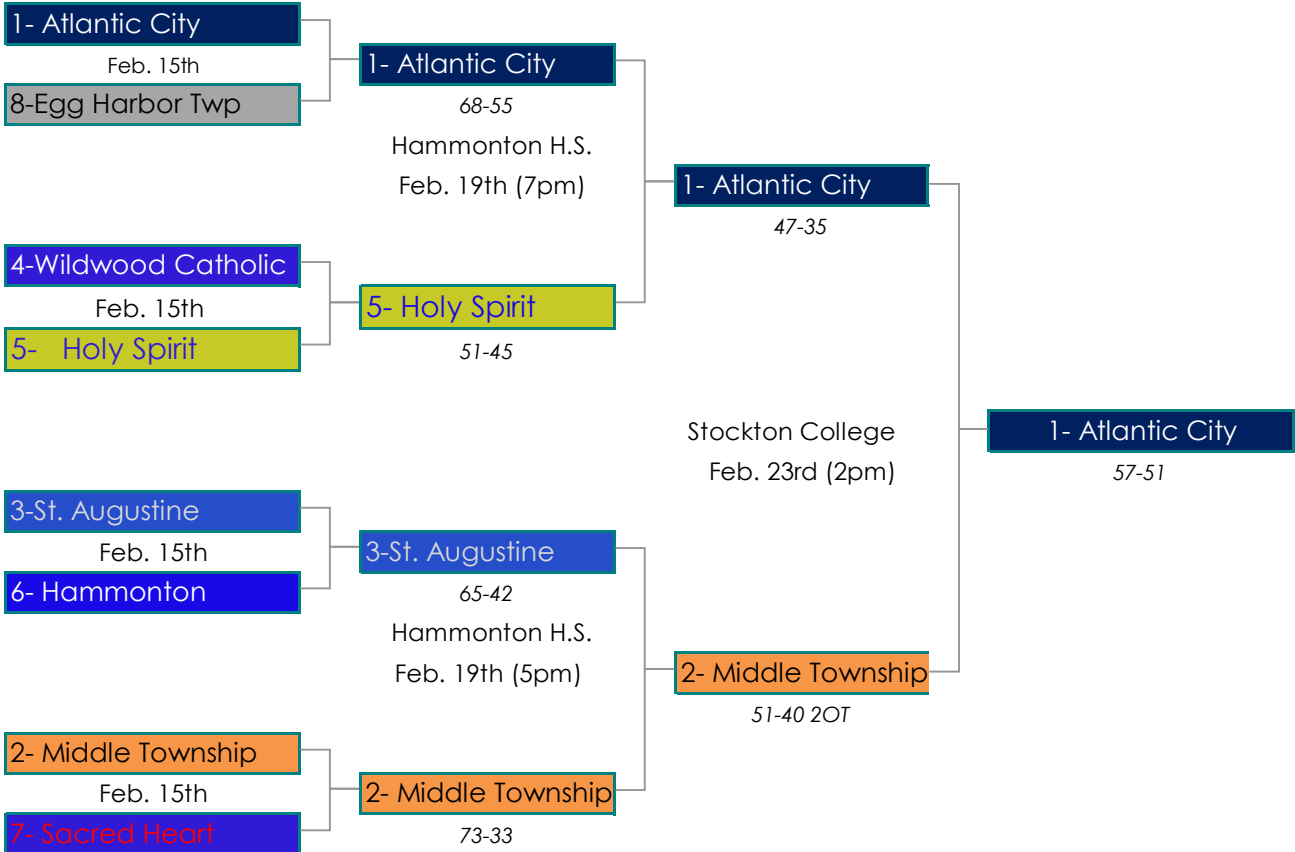 1- Atlantic City
Feb. 15th
8-Egg Harbor Twp
1- Atlantic City
68-55
Hammonton H.S.
Feb. 19th (7pm)
4-Wildwood Catholic
Feb. 15th
5-   Holy Spirit
5- Holy Spirit
51-45
1- Atlantic City
47-35
3-St. Augustine
Feb. 15th
6- Hammonton
3-St. Augustine
65-42
Hammonton H.S.
Feb. 19th (5pm)
2- Middle Township
Feb. 15th
7- Sacred Heart
2- Middle Township
73-33
2- Middle Township
51-40 2OT
Stockton College
Feb. 23rd (2pm)
1- Atlantic City
57-51